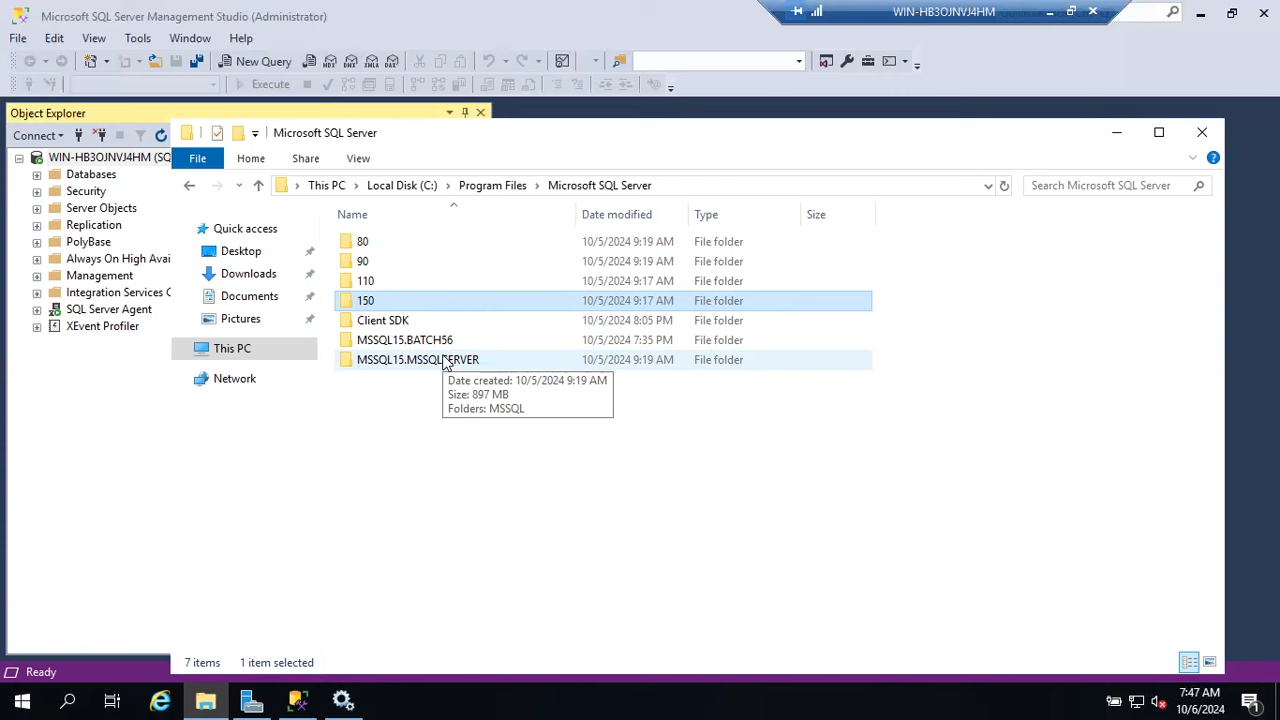 Microsoft SQL Server Management Studio (Administrator)
WIN-HB3OJNVJ4HM
File Edit View Tools Window Help
New Query
Execute
Object Explorer
Connect
WIN-HB3OJNVJ4HM (SQ
Databases
Security
Server Objects
Replication
PolyBase
Always On High Avai
Management
Integration Services C
SQL Server Agent
XEvent Profiler
Microsoft SQL Server
File Home Share View
This PC > Local Disk (C:) > Program Files > Microsoft SQL Server
Search Microsoft SQL Server
Quick access
Desktop
Downloads
Documents
Pictures
This PC
Network
Name Date modified Type Size
80 10/5/2024 9:19 AM File folder
90 10/5/2024 9:19 AM File folder
110 10/5/2024 9:17 AM File folder
150 10/5/2024 9:17 AM File folder
Client SDK 10/5/2024 8:05 PM File folder
MSSQL15.BATCH56 10/5/2024 7:35 PM File folder
MSSQL15.MSSQLSERVER 10/5/2024 9:19 AM File folder
Date created: 10/5/2024 9:19 AM
Size: 897 MB
Folders: MSSQL
7 items 1 item selected
Ready
7:47 AM
10/6/2024
1